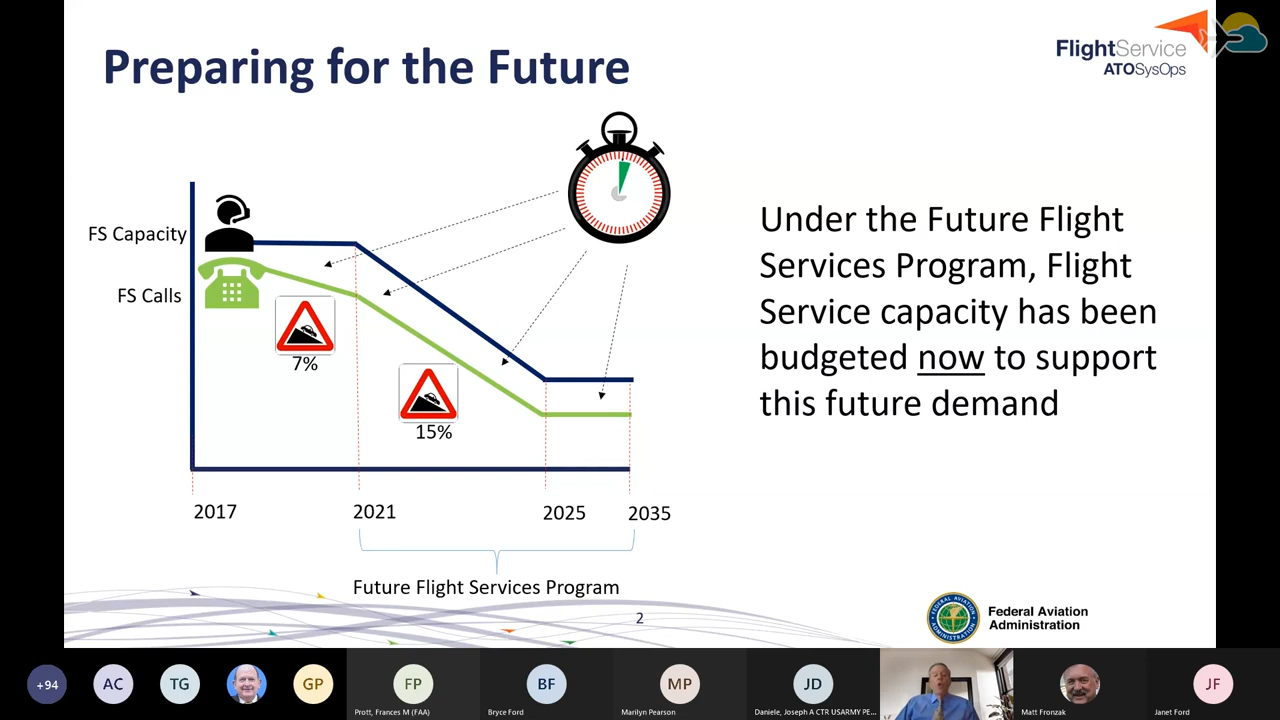 Preparing for the Future
FlightService
ATOSysOps
FS Capacity
FS Calls
7%
15%
2017
2021
2025
2035
Future Flight Services Program
Under the Future Flight
Services Program, Flight
Service capacity has been
budgeted now to support
this future demand
2
Federal Aviation
Administration
+94
AC
TG
GP
FP
Prott, Frances M (FAA)
BF
Bryce Ford
MP
Marilyn Pearson
JD
Daniele, Joseph A CTR USARMY PE...
Matt Fronzak
JF
Janet Ford